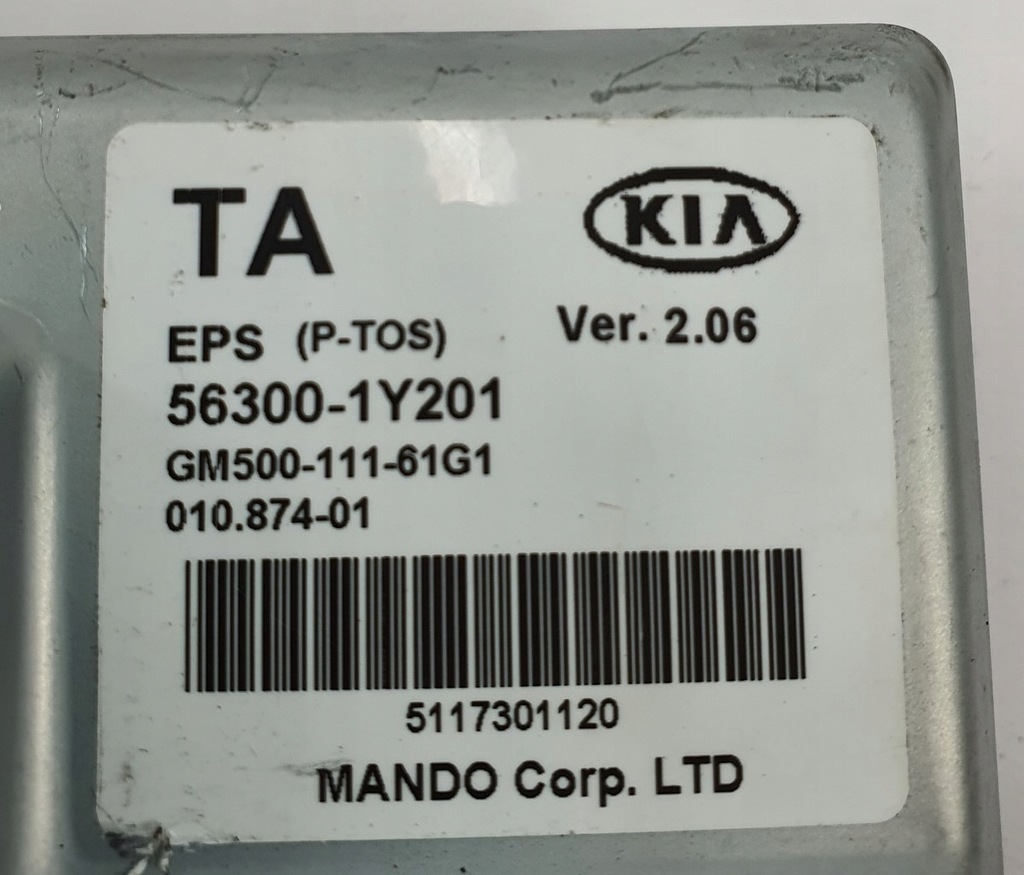 TA
KIA
EPS (P-TOS) Ver. 2.06
56300-1Y201
GM500-111-61G1
010.874-01
5117301120
MANDO Corp. LTD